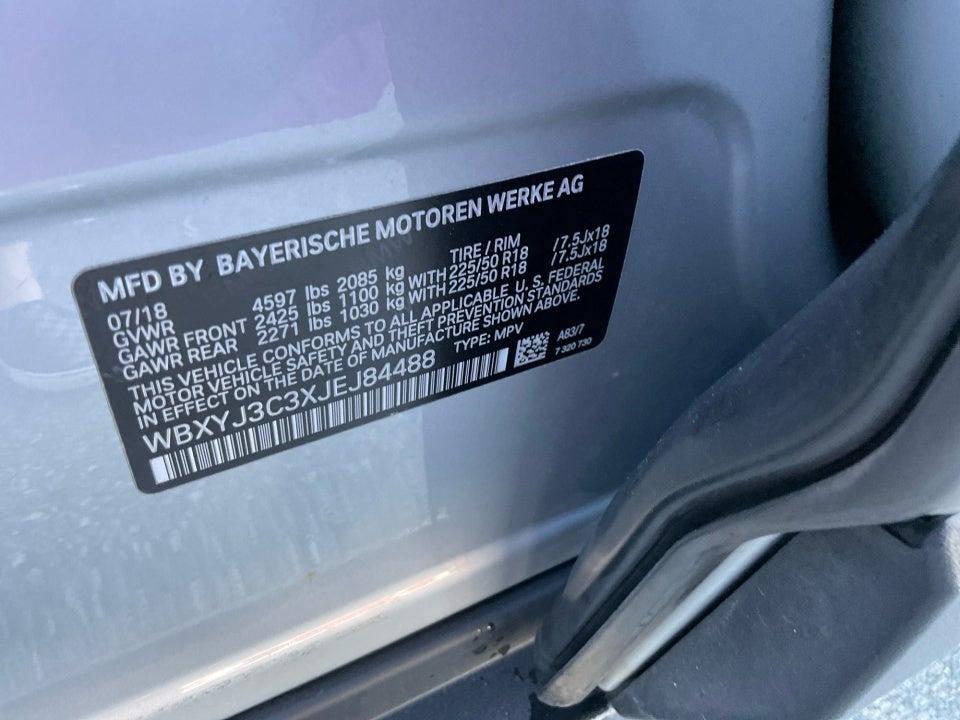 MFD BY BAYERISCHE MOTOREN WERKE AG
07/18 TIRE / RIM
GVWR 4597 lbs 2085 kg
GAWR FRONT 2425 lbs 1100 kg WITH 225/50 R18 /7.5Jx18
GAWR REAR 2271 lbs 1030 kg WITH 225/50 R18 /7.5Jx18
THIS VEHICLE CONFORMS TO ALL APPLICABLE U. S. FEDERAL
MOTOR VEHICLE SAFETY AND THEFT PREVENTION STANDARDS
IN EFFECT ON THE DATE OF MANUFACTURE SHOWN ABOVE.
WBXYJ3C3XJEJ84488 TYPE: MPV
A83/7
7 320 730